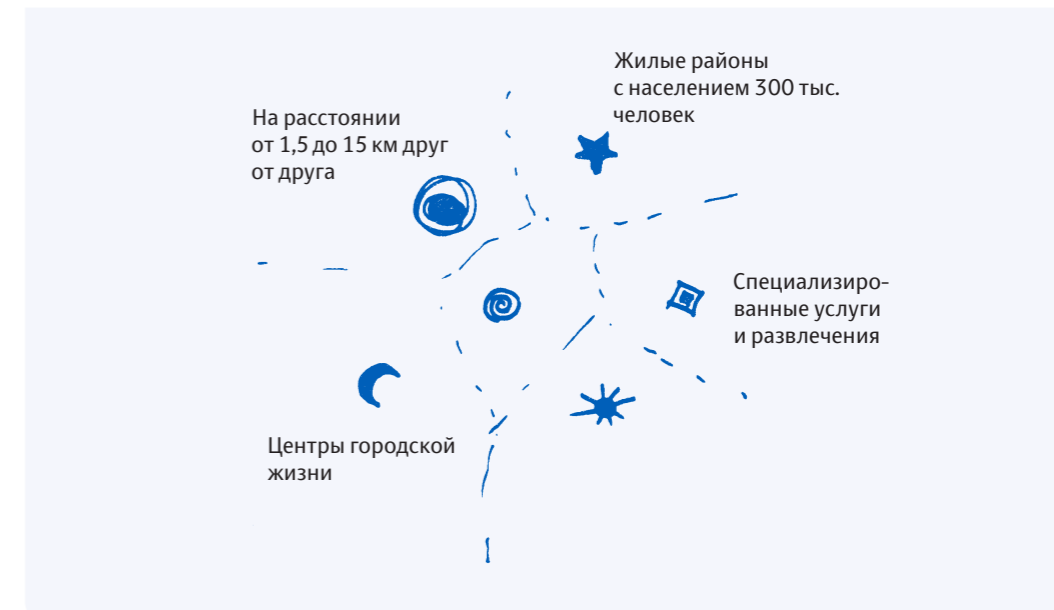 Жилые районы
с населением 300 тыс.
человек
На расстоянии
от 1,5 до 15 км друг
от друга
Специализиро-
ванные услуги
и развлечения
Центры городской
жизни